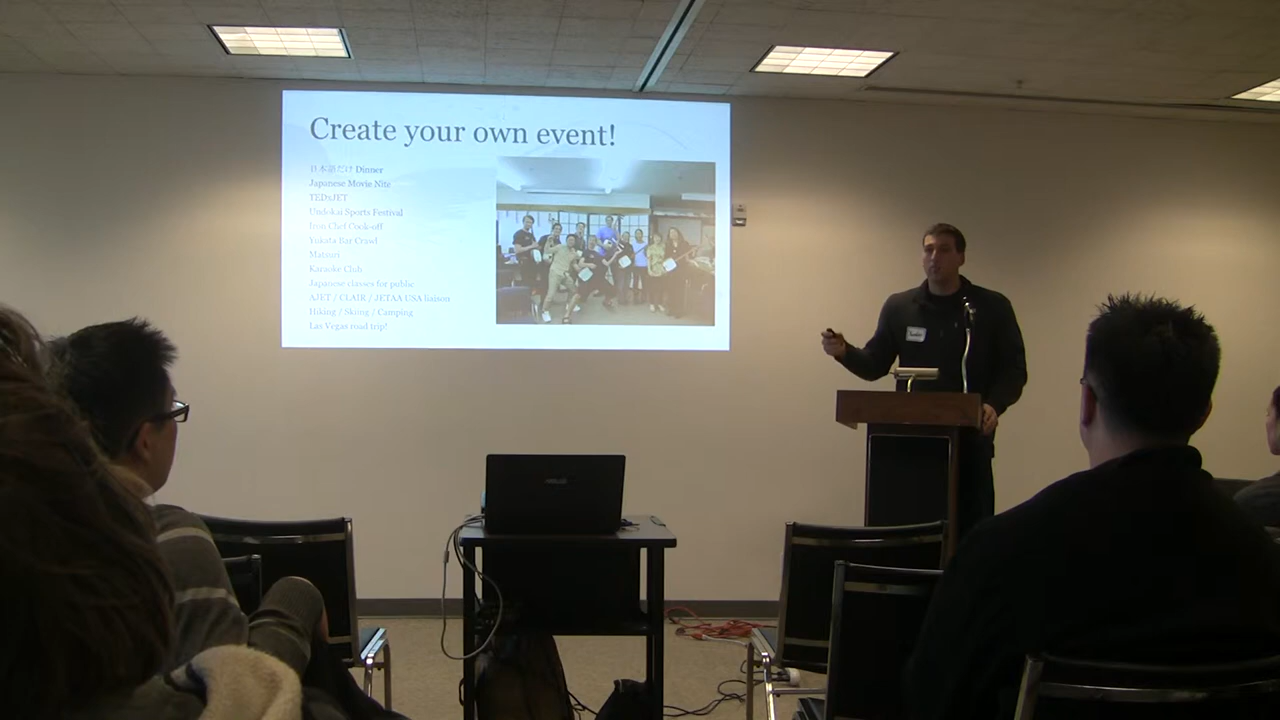 Create your own event!
日本語だけ Dinner
Japanese Movie Nite
TEDxJET
Undokai Sports Festival
Iron Chef Cook-off
Yukata Bar Crawl
Matsuri
Karaoke Club
Japanese classes for public
AJET / CLAIR / JETAA USA liaison
Hiking / Skiing / Camping
Las Vegas road trip!